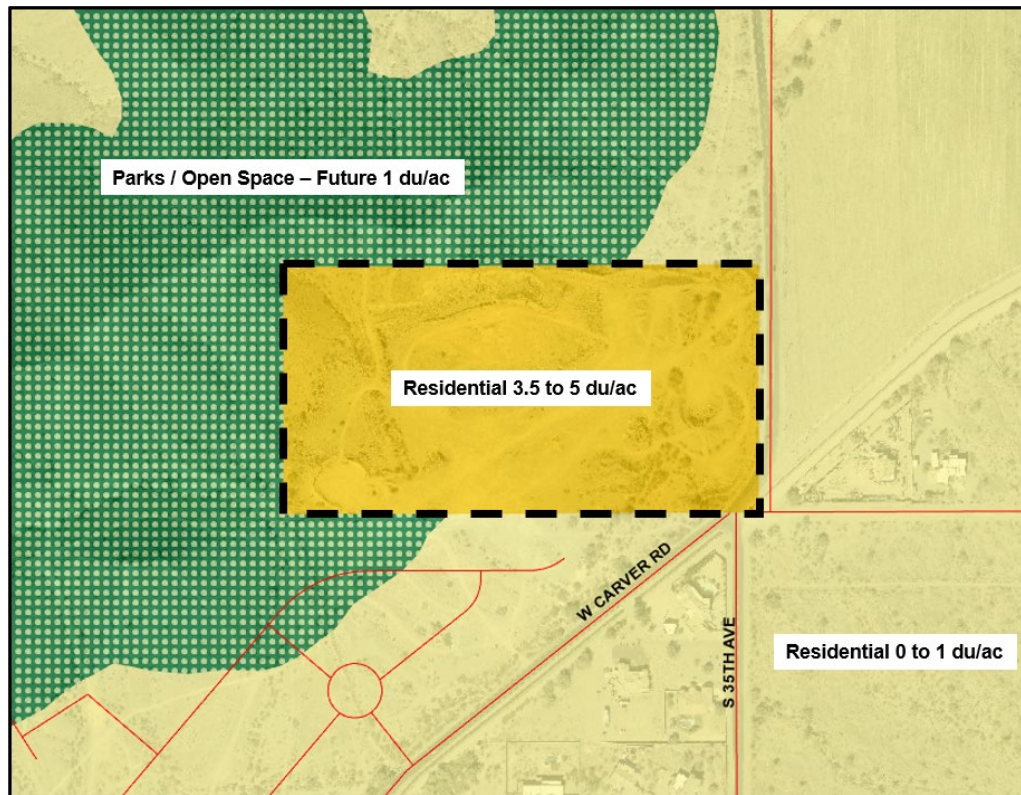 Parks / Open Space – Future 1 du/ac
Residential 3.5 to 5 du/ac
W CARVER RD
S 35TH AVE
Residential 0 to 1 du/ac